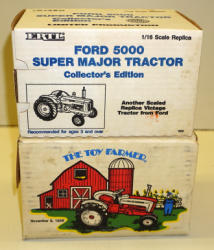 ERTL
1/16 Scale Replica
FORD 5000
SUPER MAJOR TRACTOR
Collector's Edition
Another Scaled
Replica Vintage
Tractor from Ford
Recommended for ages 3 and over
THE TOY FARMER